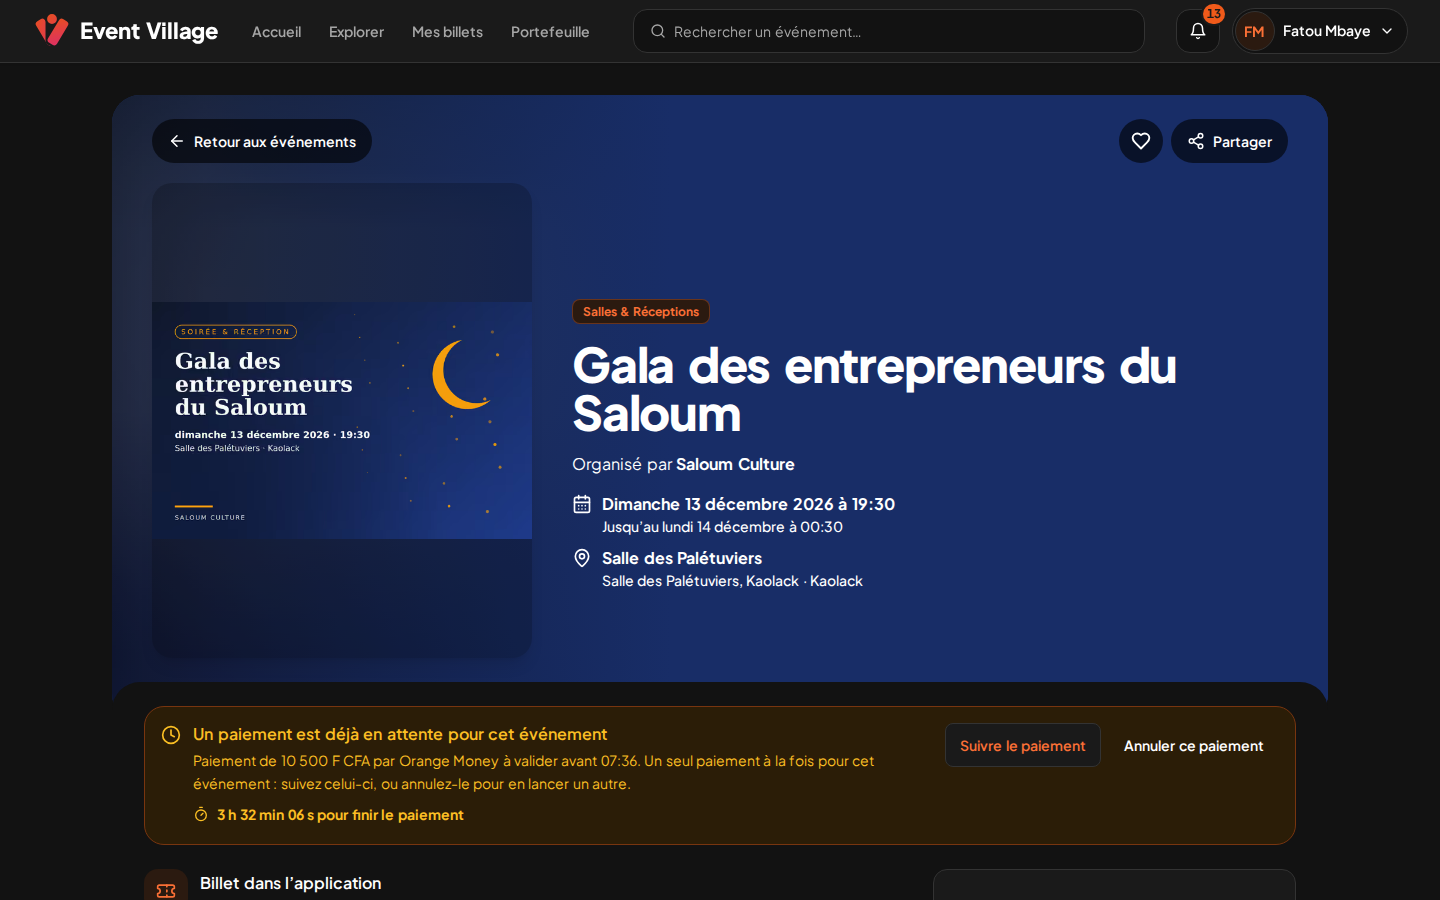 Event Village
Accueil
Explorer
Mes billets
Portefeuille
Rechercher un événement...
13
FM
Fatou Mbaye
Retour aux événements
Partager
SOIRÉE & RÉCEPTION
Gala des
entrepreneurs
du Saloum
dimanche 13 décembre 2026 · 19:30
Salle des Palétuviers · Kaolack
SALOUM CULTURE
Salles & Réceptions
Gala des entrepreneurs du
Saloum
Organisé par Saloum Culture
Dimanche 13 décembre 2026 à 19:30
Jusqu’au lundi 14 décembre à 00:30
Salle des Palétuviers
Salle des Palétuviers, Kaolack · Kaolack
Un paiement est déjà en attente pour cet événement
Paiement de 10 500 F CFA par Orange Money à valider avant 07:36. Un seul paiement à la fois pour cet
événement : suivez celui-ci, ou annulez-le pour en lancer un autre.
3 h 32 min 06 s pour finir le paiement
Suivre le paiement
Annuler ce paiement
Billet dans l’application